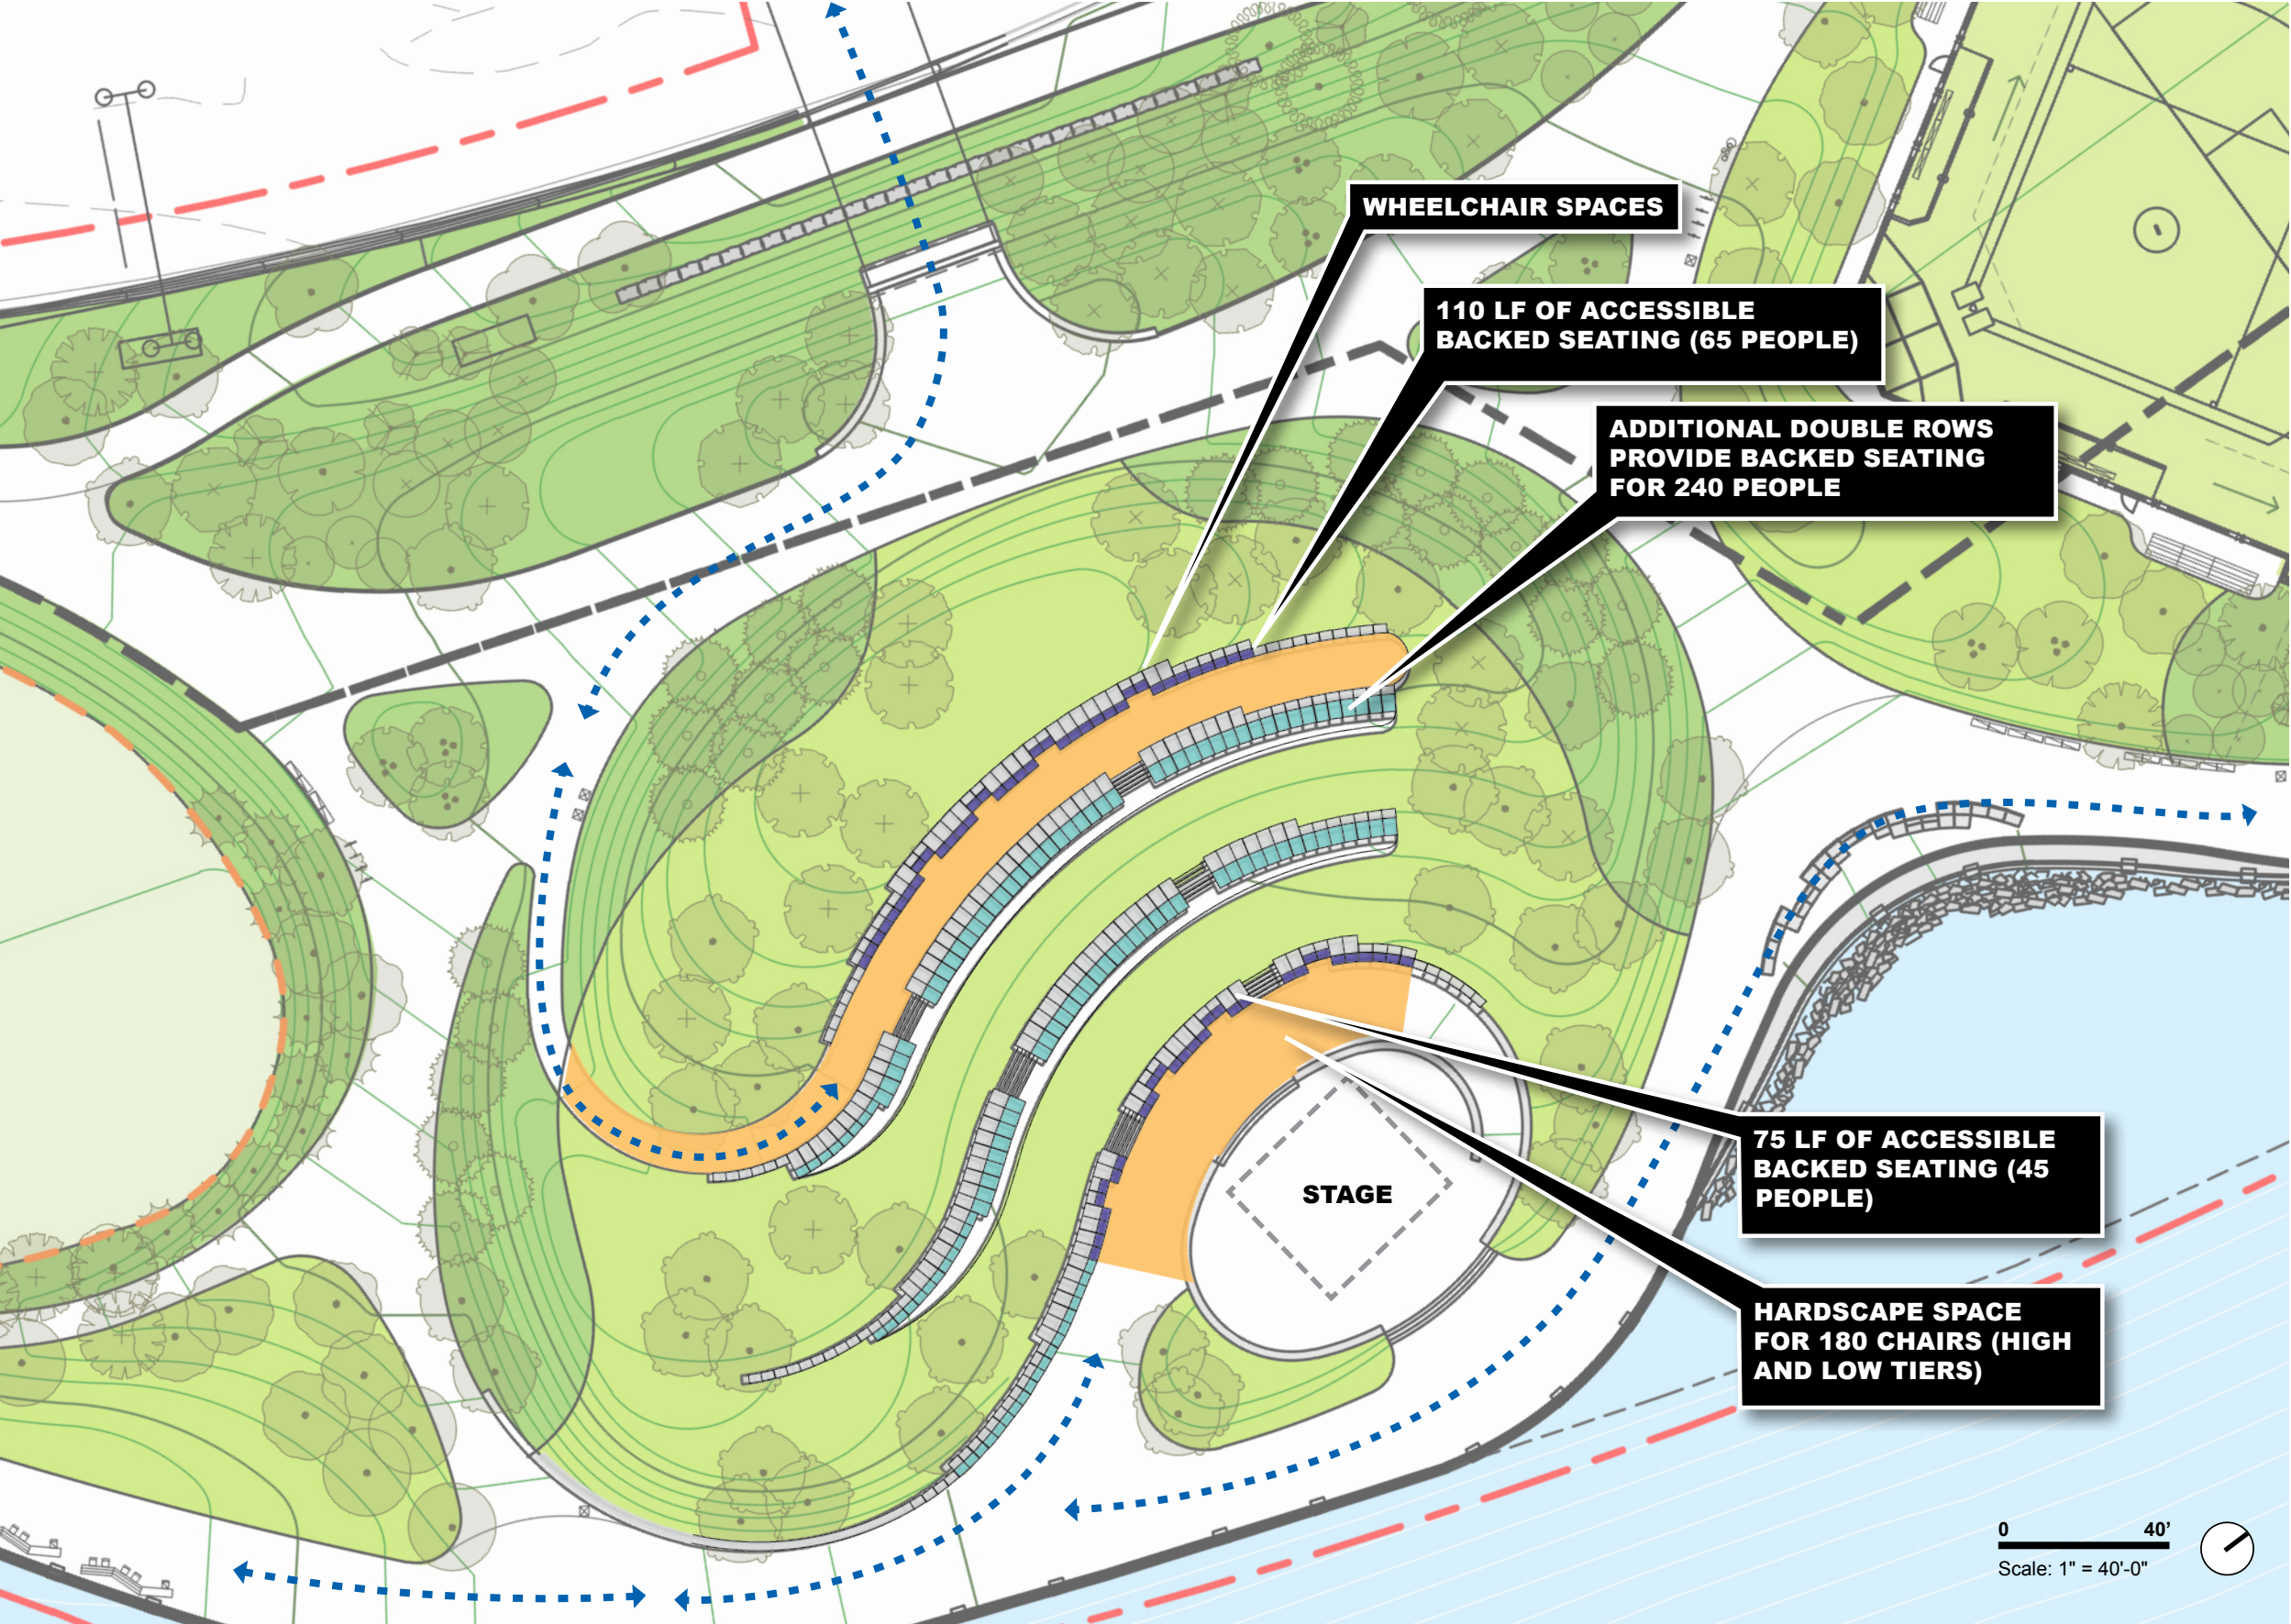 WHEELCHAIR SPACES
110 LF OF ACCESSIBLE
BACKED SEATING (65 PEOPLE)
ADDITIONAL DOUBLE ROWS
PROVIDE BACKED SEATING
FOR 240 PEOPLE
STAGE
75 LF OF ACCESSIBLE
BACKED SEATING (45
PEOPLE)
HARDSCAPE SPACE
FOR 180 CHAIRS (HIGH
AND LOW TIERS)
0 40’
Scale: 1" = 40'-0"